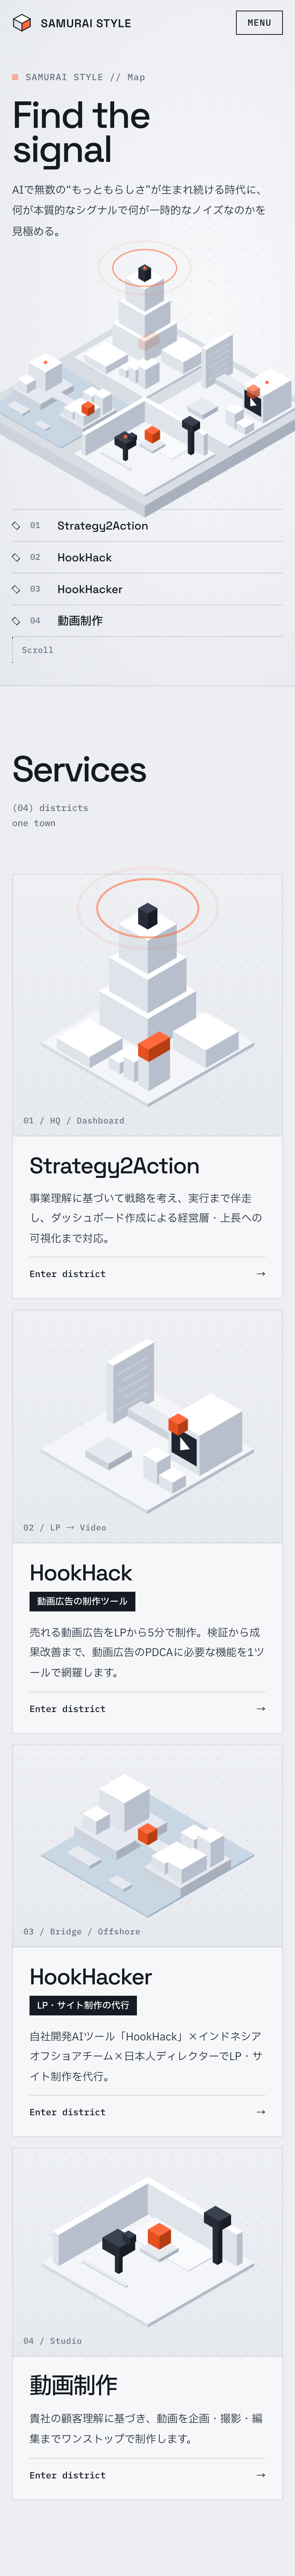 SAMURAI STYLE
MENU
SAMURAI STYLE // Map
Find the
signal
AIで無数の“もっともらしさ”が生まれ続ける時代に、
何が本質的なシグナルで何が一時的なノイズなのかを
見極める。
01 Strategy2Action
02 HookHack
03 HookHacker
04 動画制作
Scroll
Services
(04) districts
one town
01 / HQ / Dashboard
Strategy2Action
事業理解に基づいて戦略を考え、実行まで伴走
し、ダッシュボード作成による経営層・上長への
可視化まで対応。
Enter district →
02 / LP → Video
HookHack
動画広告の制作ツール
売れる動画広告をLPから5分で制作。検証から成
果改善まで、動画広告のPDCAに必要な機能を1ツ
ールで網羅します。
Enter district →
03 / Bridge / Offshore
HookHacker
LP・サイト制作の代行
自社開発AIツール「HookHack」×インドネシア
オフショアチーム×日本人ディレクターでLP・サ
イト制作を代行。
Enter district →
04 / Studio
動画制作
貴社の顧客理解に基づき、動画を企画・撮影・編
集までワンストップで制作します。
Enter district →